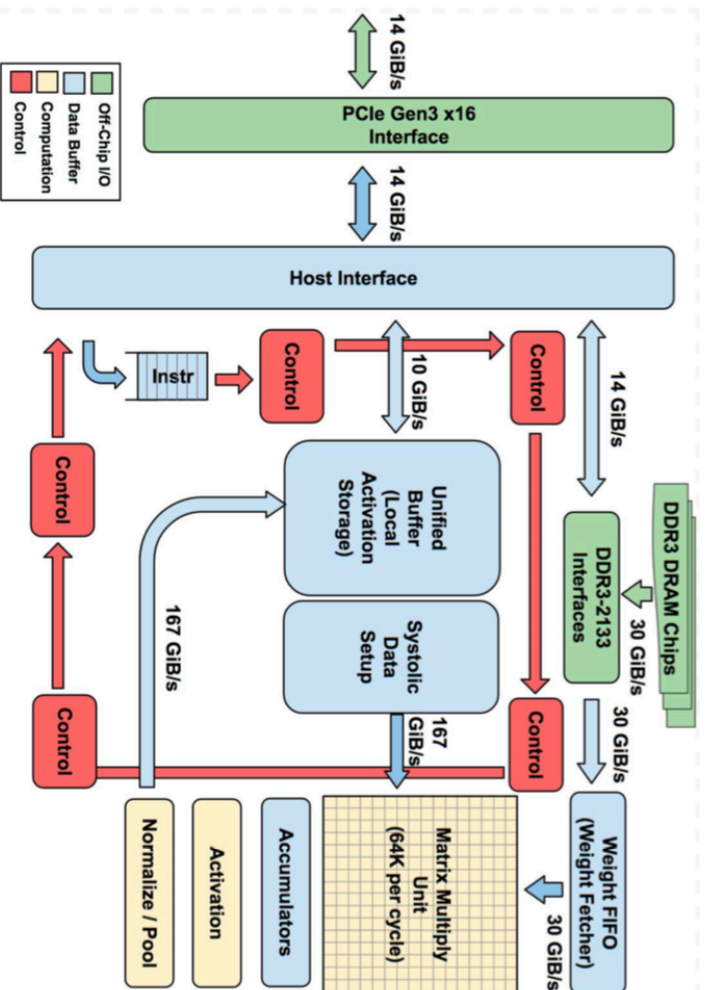 14 GiB/s
PCIe Gen3 x16
Interface
14 GiB/s
Host Interface
14 GiB/s
DDR3 DRAM Chips
30 GiB/s
DDR3-2133
Interfaces
30 GiB/s
Weight FIFO
(Weight Fetcher)
30 GiB/s
Control
Control
10 GiB/s
Unified
Buffer
(Local
Activation
Storage)
Systolic
Data
Setup
167
GiB/s
Matrix Multiply
Unit
(64K per cycle)
Control
Instr
Accumulators
Activation
Normalize / Pool
167 GiB/s
Control
Control
Off-Chip I/O
Data Buffer
Computation
Control